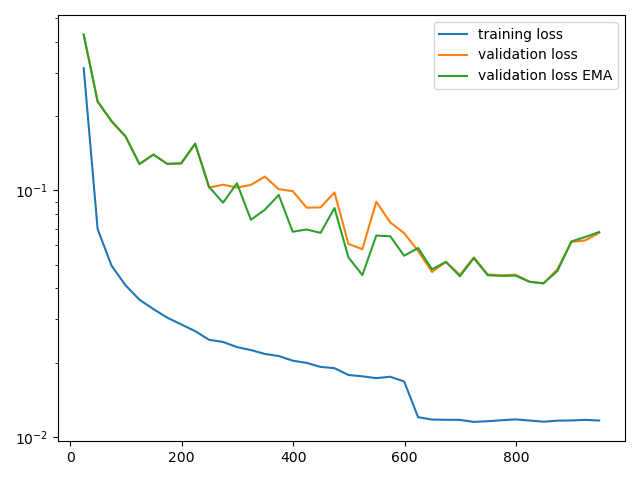 training loss
validation loss
validation loss EMA
10⁻¹
10⁻²
0 200 400 600 800